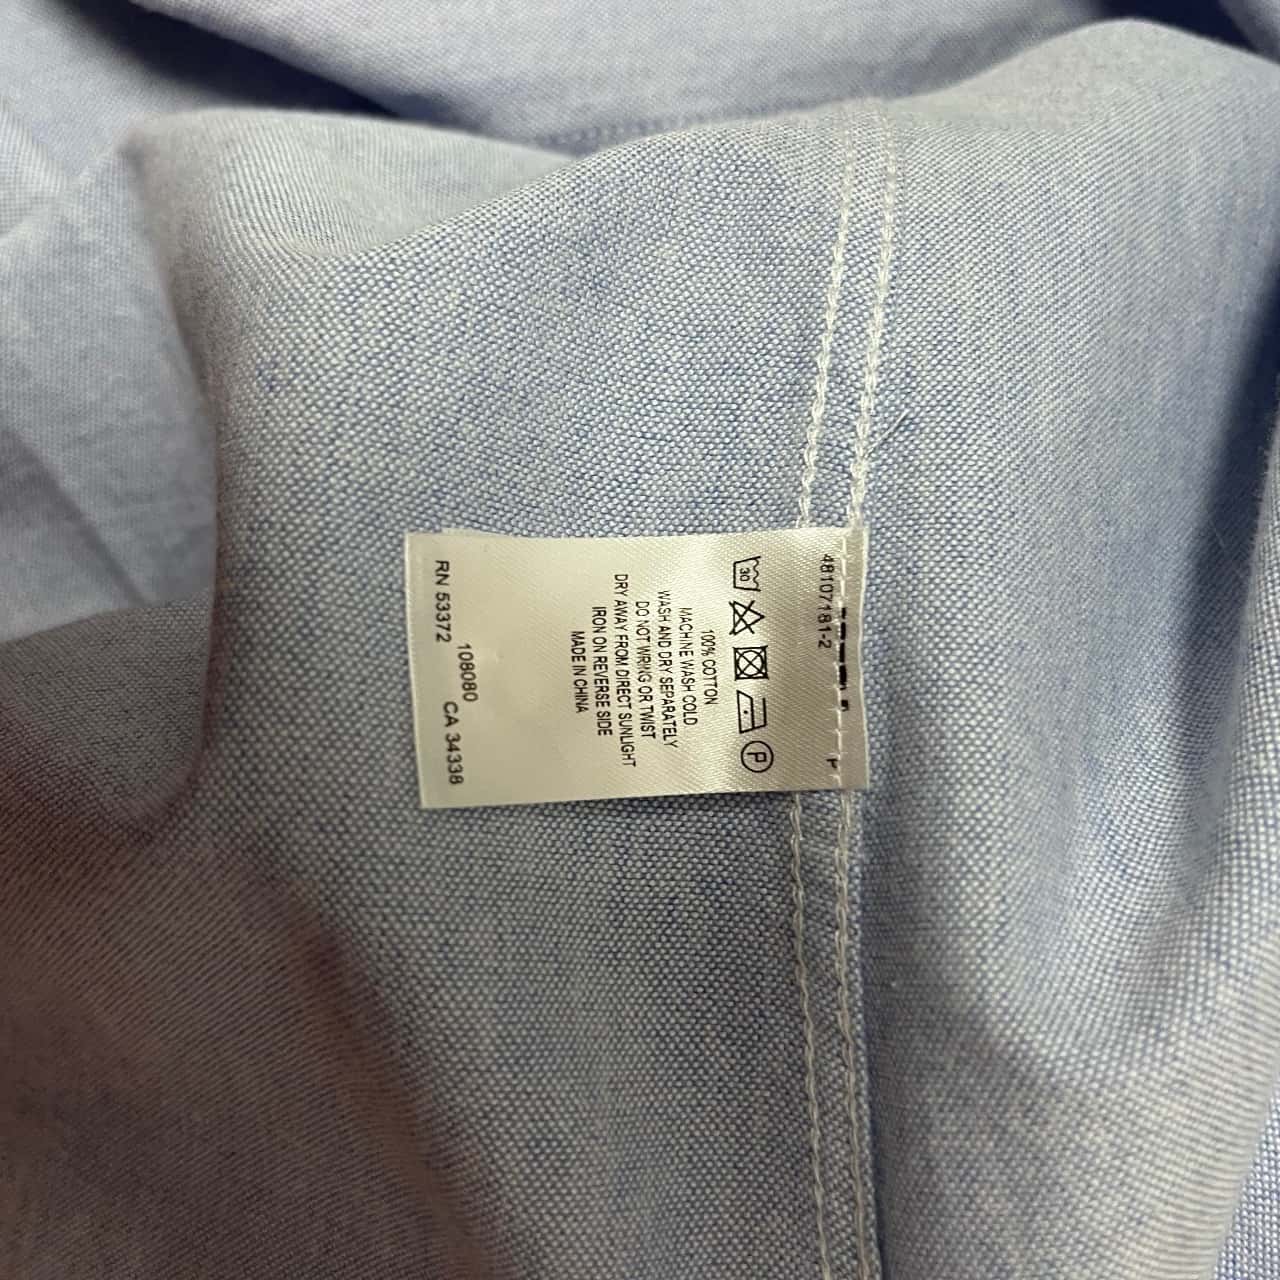 48107181-2
P
30
P
100% COTTON
MACHINE WASH COLD
WASH AND DRY SEPARATELY
DO NOT WRING OR TWIST
DRY AWAY FROM DIRECT SUNLIGHT
IRON ON REVERSE SIDE
MADE IN CHINA
108080
RN 53372 CA 34338